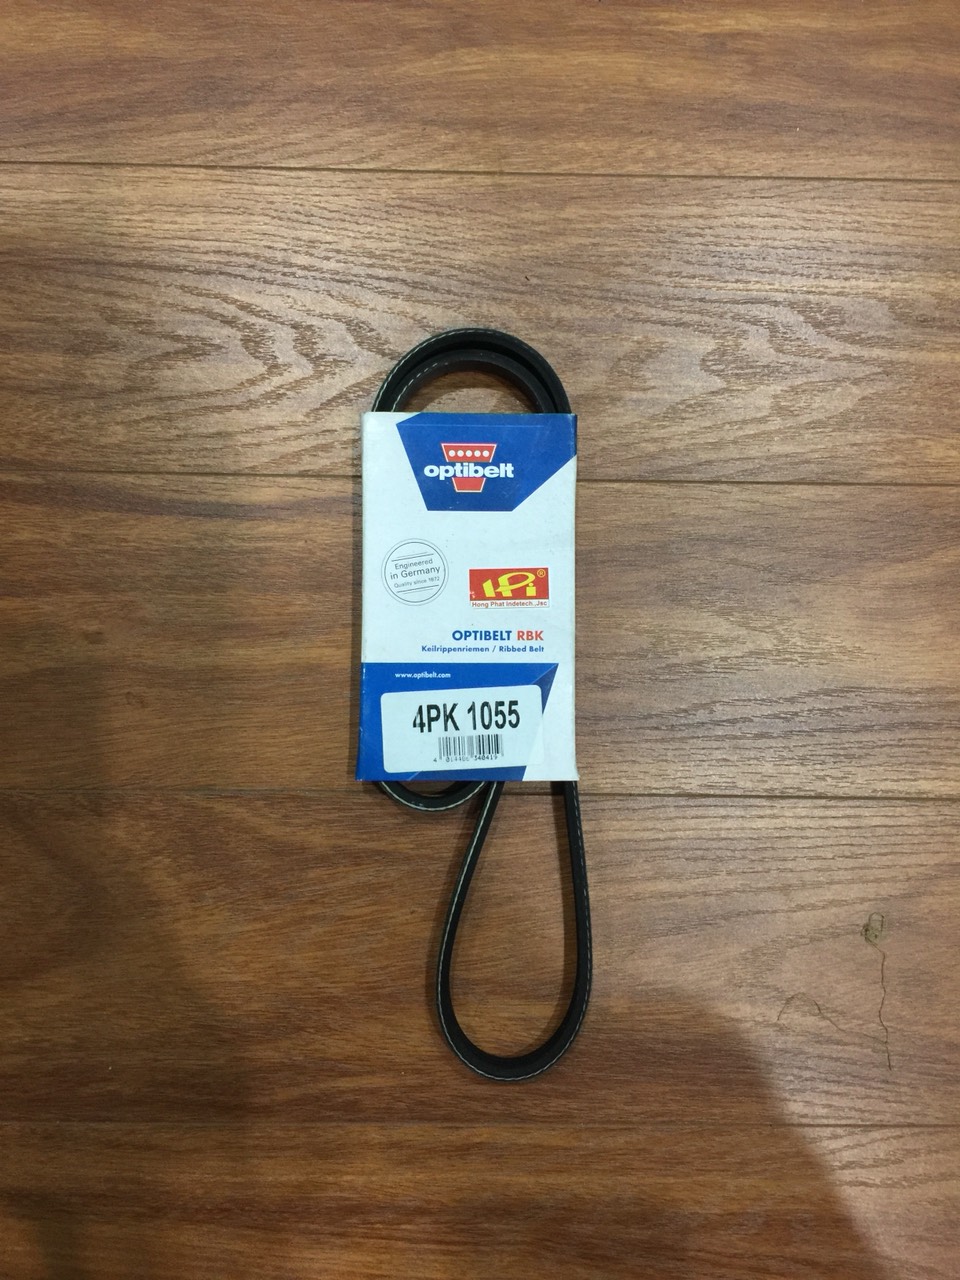 optibelt
Engineered
in Germany
Quality since 1872
HPi®
Hong Phat Indetech.,Jsc
OPTIBELT RBK
Keilrippenriemen / Ribbed Belt
www.optibelt.com
4PK 1055